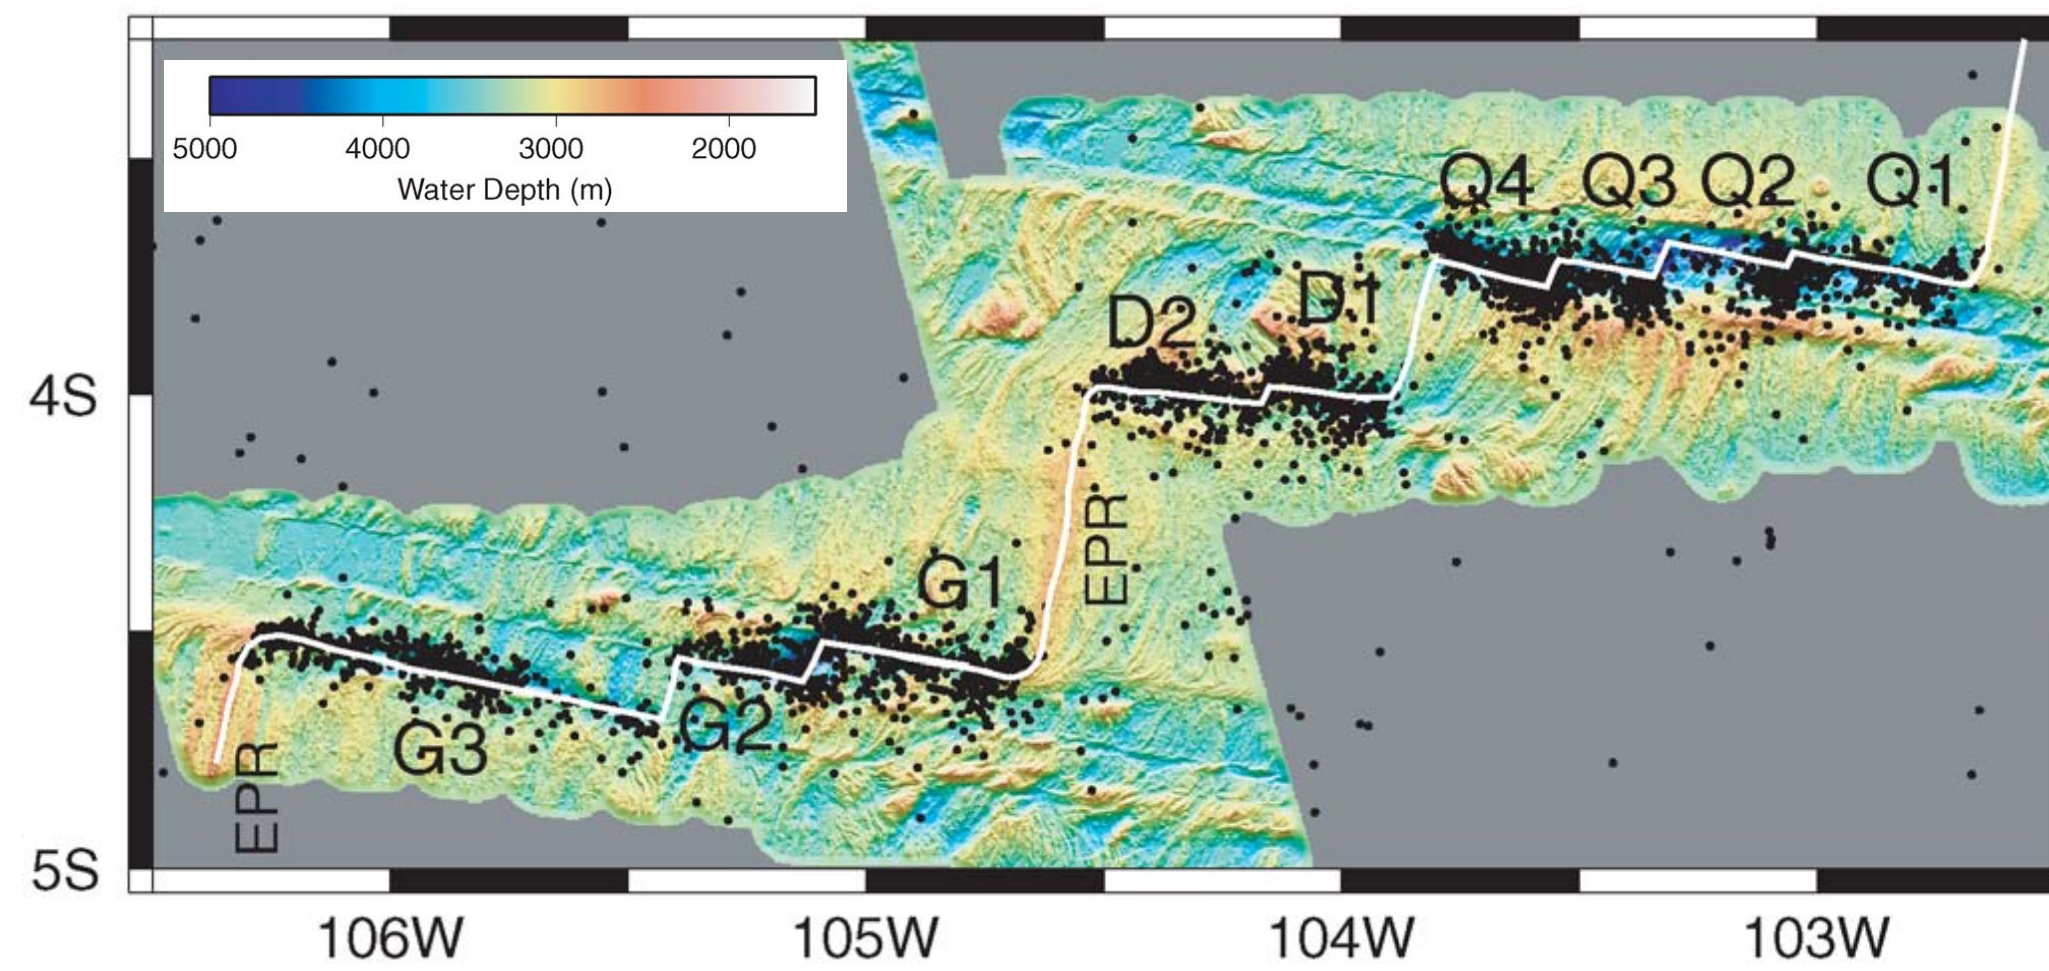 5000 4000 3000 2000
Water Depth (m)
Q4 Q3 Q2 Q1
D2 D1
4S
EPR
G1
G2
G3
EPR
5S
106W 105W 104W 103W